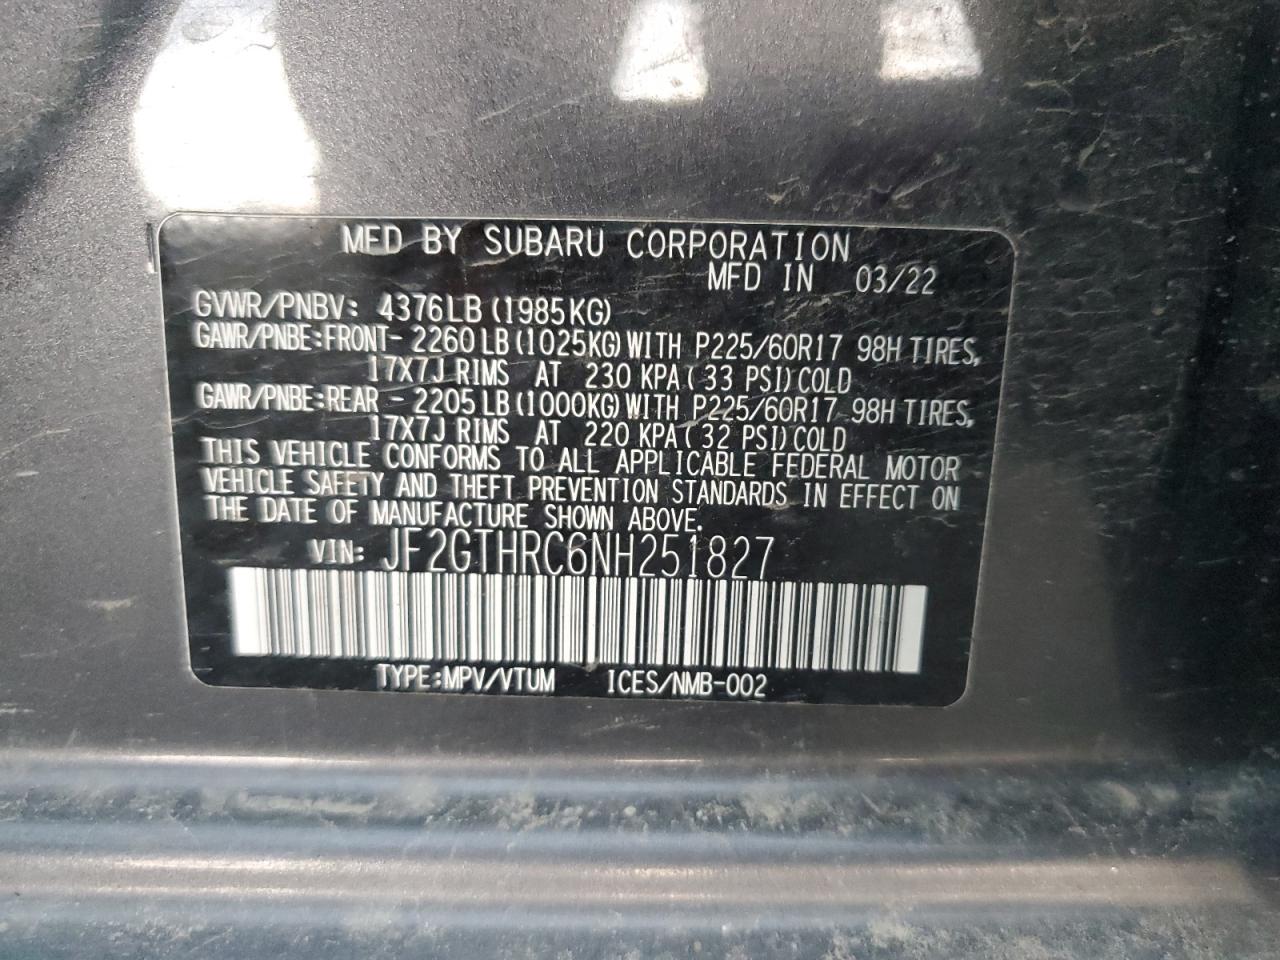 MFD BY SUBARU CORPORATION
MFD IN 03/22
GVWR/PNBV: 4376LB (1985KG)
GAWR/PNBE:FRONT- 2260LB (1025KG) WITH P225/60R17 98H TIRES,
17X7J RIMS AT 230 KPA ( 33 PSI) COLD
GAWR/PNBE:REAR - 2205LB (1000KG) WITH P225/60R17 98H TIRES,
17X7J RIMS AT 220 KPA ( 32 PSI) COLD
THIS VEHICLE CONFORMS TO ALL APPLICABLE FEDERAL MOTOR
VEHICLE SAFETY AND THEFT PREVENTION STANDARDS IN EFFECT ON
THE DATE OF MANUFACTURE SHOWN ABOVE.
VIN: JF2GTHRC6NH251827
TYPE:MPV/VTUM ICES/NMB-002